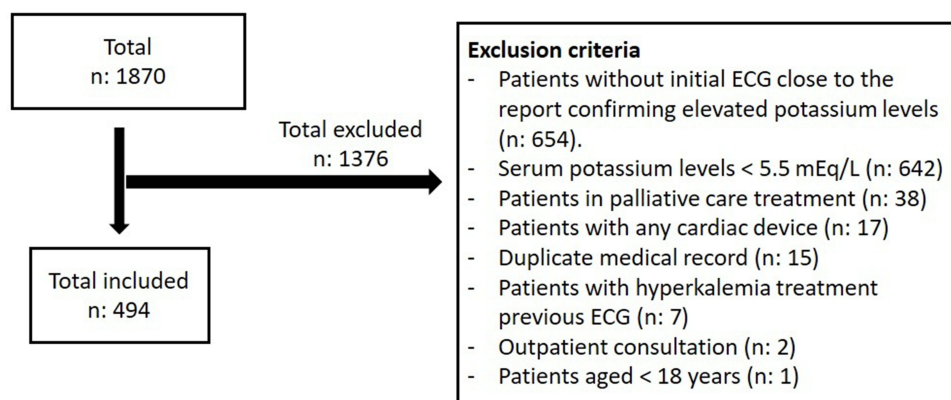 Total
n: 1870
Total excluded
n: 1376
Total included
n: 494
Exclusion criteria
- Patients without initial ECG close to the
report confirming elevated potassium levels
(n: 654).
- Serum potassium levels < 5.5 mEq/L (n: 642)
- Patients in palliative care treatment (n: 38)
- Patients with any cardiac device (n: 17)
- Duplicate medical record (n: 15)
- Patients with hyperkalemia treatment
previous ECG (n: 7)
- Outpatient consultation (n: 2)
- Patients aged < 18 years (n: 1)